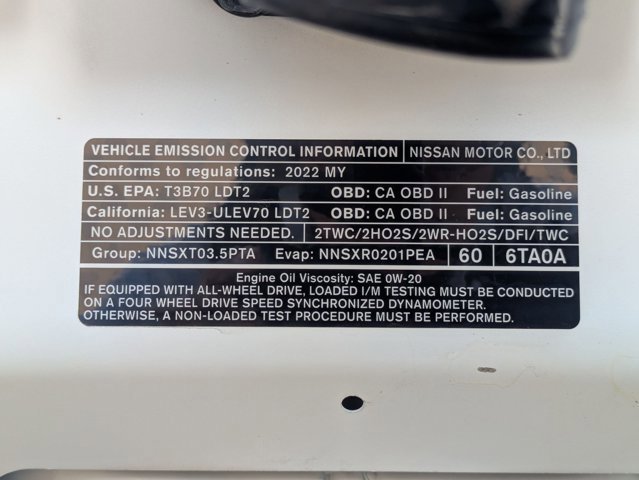 VEHICLE EMISSION CONTROL INFORMATION NISSAN MOTOR CO., LTD
Conforms to regulations: 2022 MY
U.S. EPA: T3B70 LDT2 OBD: CA OBD II Fuel: Gasoline
California: LEV3-ULEV70 LDT2 OBD: CA OBD II Fuel: Gasoline
NO ADJUSTMENTS NEEDED. 2TWC/2HO2S/2WR-HO2S/DFI/TWC
Group: NNSXT03.5PTA Evap: NNSXR0201PEA 60 6TA0A
Engine Oil Viscosity: SAE 0W-20
IF EQUIPPED WITH ALL-WHEEL DRIVE, LOADED I/M TESTING MUST BE CONDUCTED
ON A FOUR WHEEL DRIVE SPEED SYNCHRONIZED DYNAMOMETER.
OTHERWISE, A NON-LOADED TEST PROCEDURE MUST BE PERFORMED.